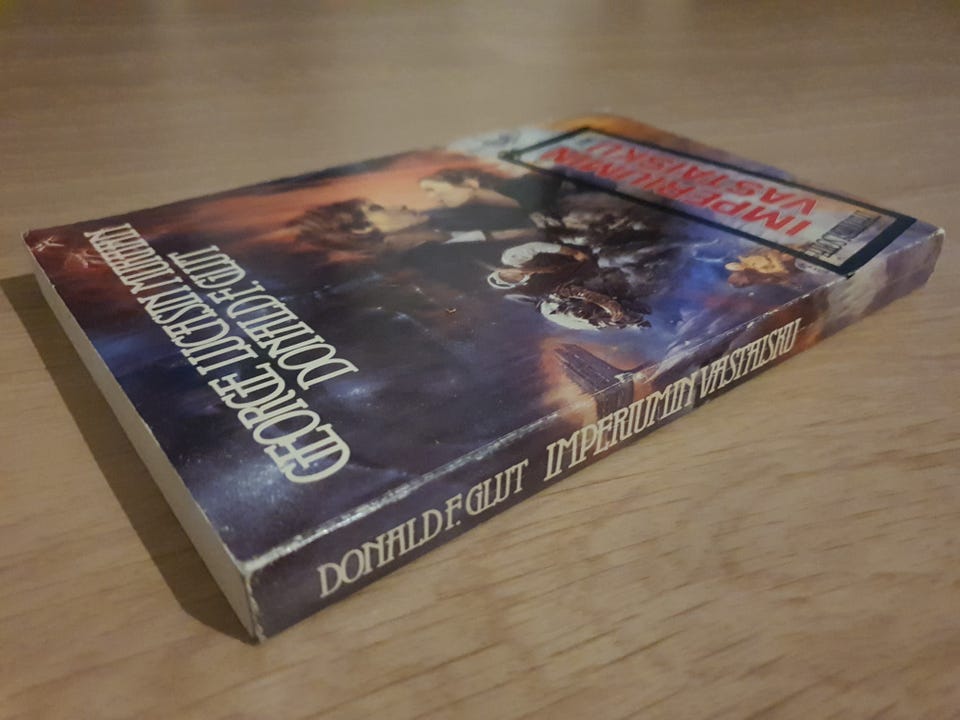 IMPERIUMIN
VASTAISKU
GEORGE LUCASIN MUKAAN
DONALD F. GLUT
DONALD F. GLUT IMPERIUMIN VASTAISKU